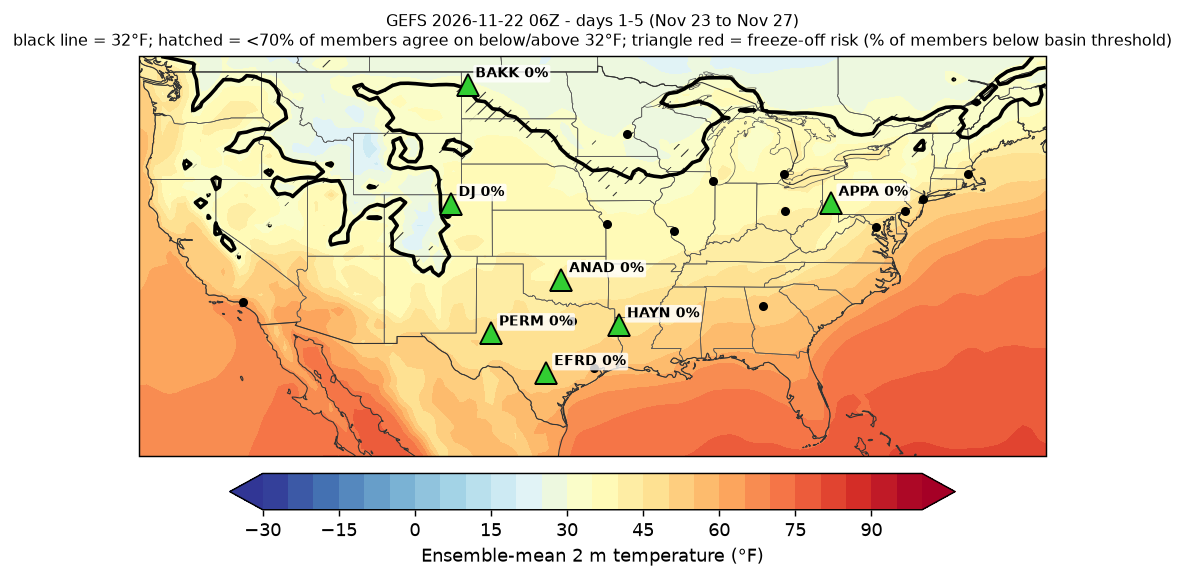 GEFS 2026-11-22 06Z - days 1-5 (Nov 23 to Nov 27)
black line = 32°F; hatched = <70% of members agree on below/above 32°F; triangle red = freeze-off risk (% of members below basin threshold)
BAKK 0%
DJ 0%
APPA 0%
ANAD 0%
HAYN 0%
PERM 0%
EFRD 0%
−30 −15 0 15 30 45 60 75 90
Ensemble-mean 2 m temperature (°F)